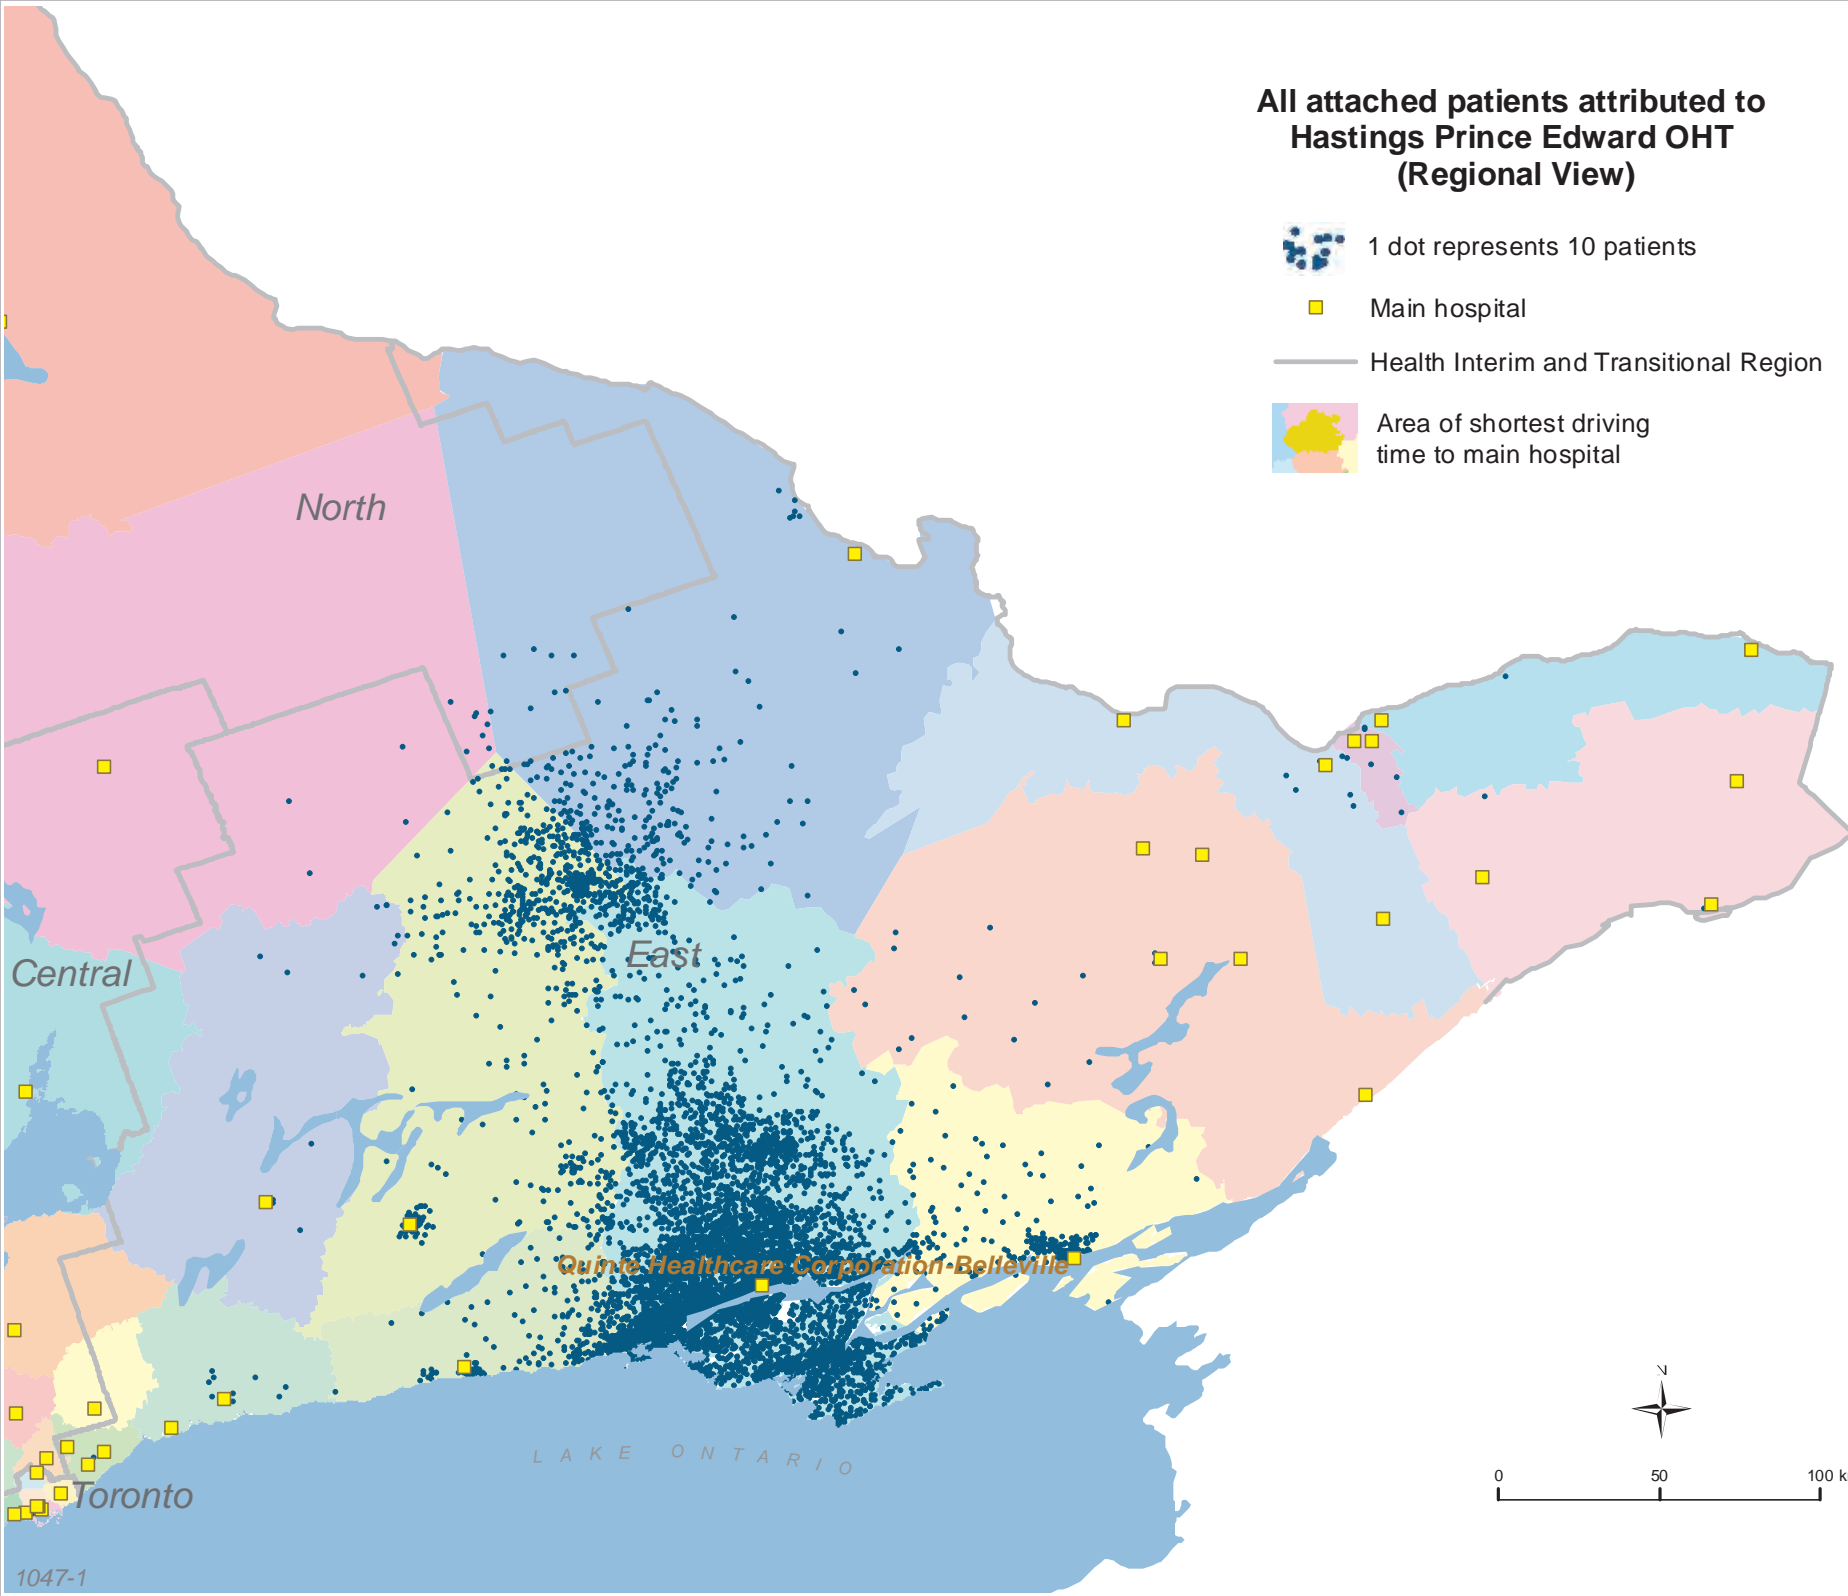 All attached patients attributed to
Hastings Prince Edward OHT
(Regional View)
1 dot represents 10 patients
Main hospital
Health Interim and Transitional Region
Area of shortest driving
time to main hospital
North
East
Central
Quinte Healthcare Corporation-Belleville
LAKE ONTARIO
Toronto
N
0 50 100 k
1047-1